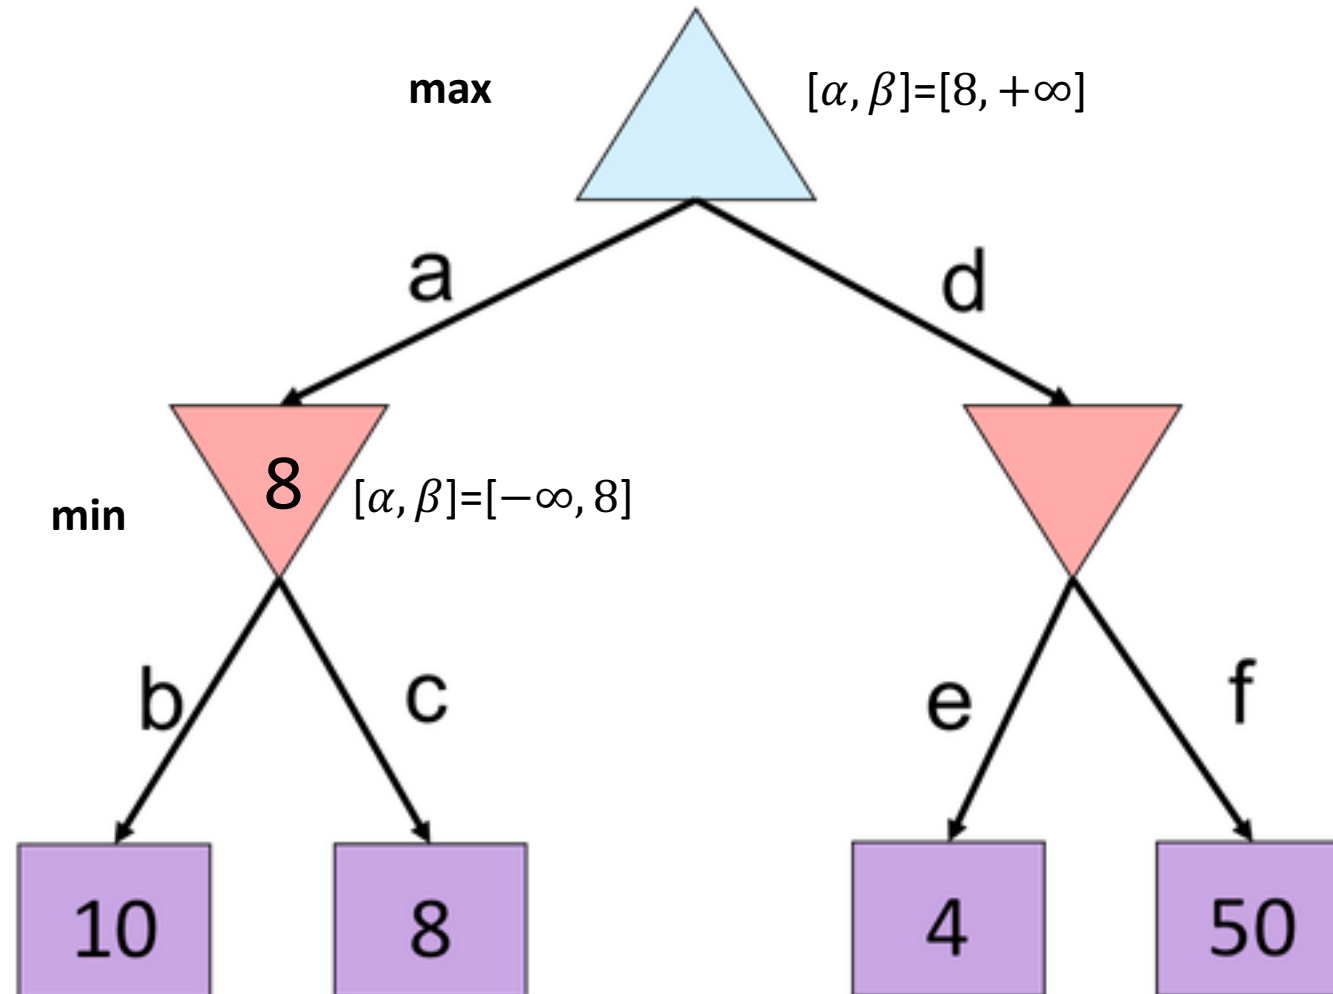 max
[𝛼, 𝛽]=[8, +∞]
a
d
8
[𝛼, 𝛽]=[−∞, 8]
min
b
c
e
f
10
8
4
50